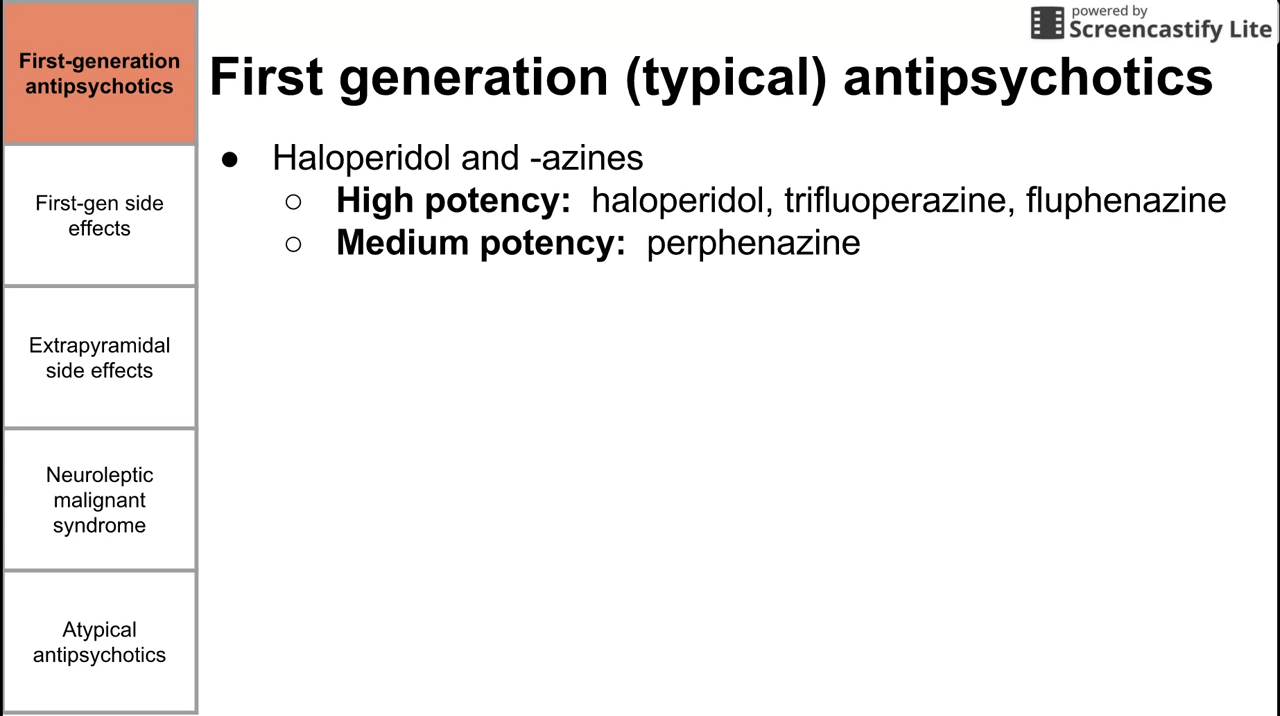 powered by
Screencastify Lite
First-generation
antipsychotics
First generation (typical) antipsychotics
● Haloperidol and -azines
○ High potency: haloperidol, trifluoperazine, fluphenazine
○ Medium potency: perphenazine
First-gen side
effects
Extrapyramidal
side effects
Neuroleptic
malignant
syndrome
Atypical
antipsychotics